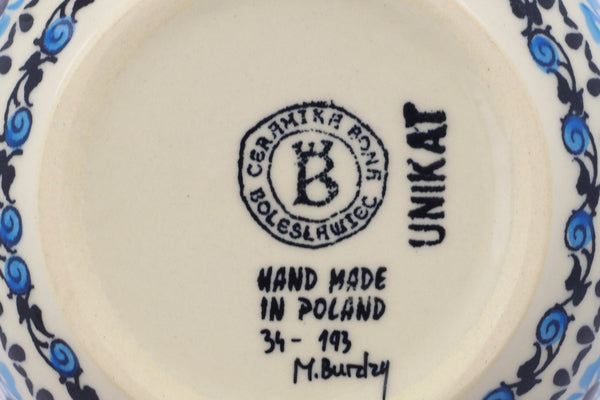 CERAMIKA BONA
B
BOLESŁAWIEC
UNIKAT
HAND MADE
IN POLAND
34-193
M.Burdzy